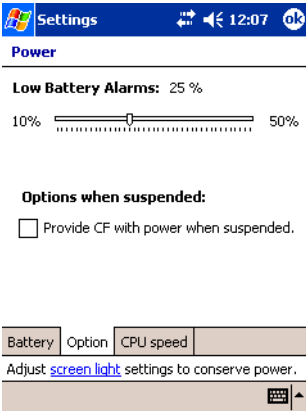 Settings 12:07 ok
Power
Low Battery Alarms: 25 %
10% 50%
Options when suspended:
Provide CF with power when suspended.
Battery Option CPU speed
Adjust screen light settings to conserve power.